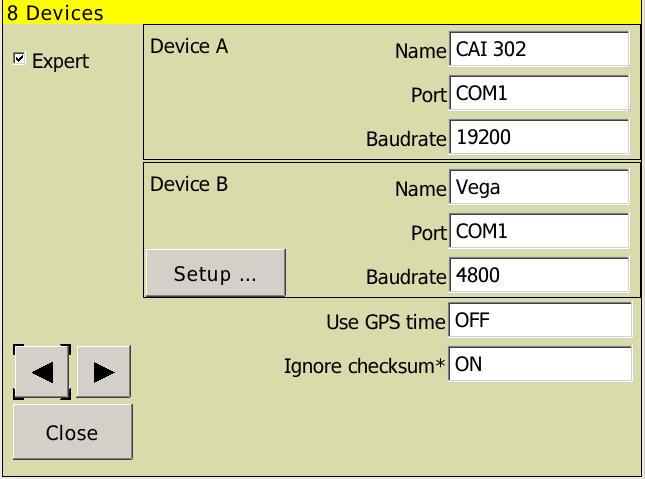 8 Devices
Expert
Device A
Name CAI 302
Port COM1
Baudrate 19200
Device B
Name Vega
Port COM1
Setup ...
Baudrate 4800
Use GPS time OFF
Ignore checksum* ON
Close